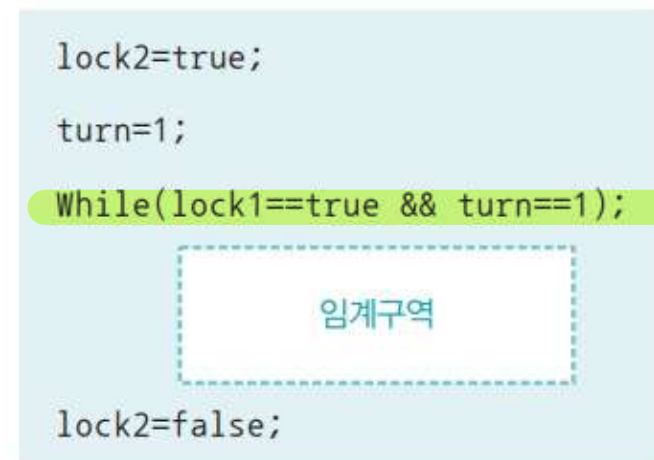 lock2=true;
turn=1;
While(lock1==true && turn==1);
임계구역
lock2=false;